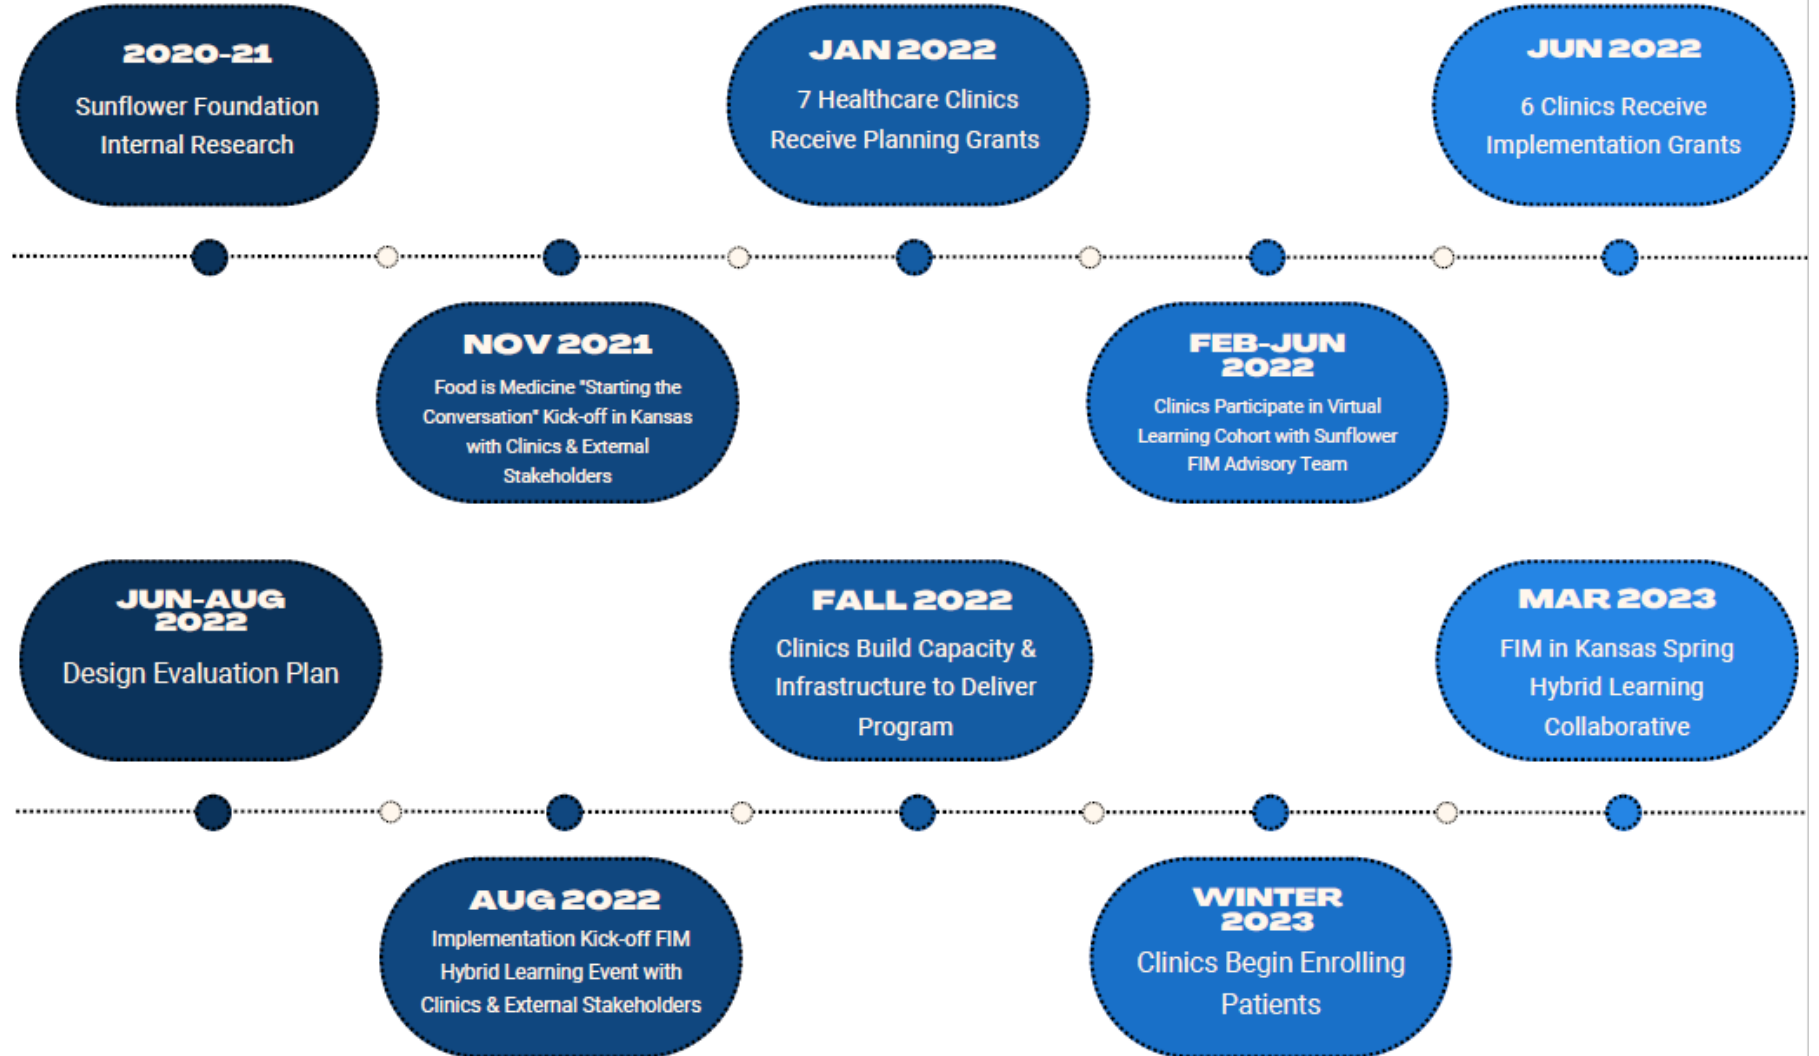 2020-21
Sunflower Foundation
Internal Research
NOV 2021
Food is Medicine "Starting the
Conversation" Kick-off in Kansas
with Clinics & External
Stakeholders
JAN 2022
7 Healthcare Clinics
Receive Planning Grants
FEB-JUN
2022
Clinics Participate in Virtual
Learning Cohort with Sunflower
FIM Advisory Team
JUN 2022
6 Clinics Receive
Implementation Grants
JUN-AUG
2022
Design Evaluation Plan
AUG 2022
Implementation Kick-off FIM
Hybrid Learning Event with
Clinics & External Stakeholders
FALL 2022
Clinics Build Capacity &
Infrastructure to Deliver
Program
WINTER
2023
Clinics Begin Enrolling
Patients
MAR 2023
FIM in Kansas Spring
Hybrid Learning
Collaborative